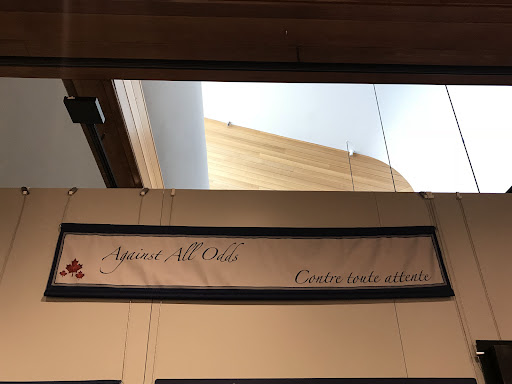 Against All Odds
Contre toute attente